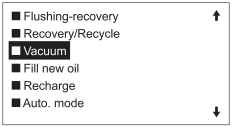 Flushing-recovery
Recovery/Recycle
Vacuum
Fill new oil
Recharge
Auto. mode